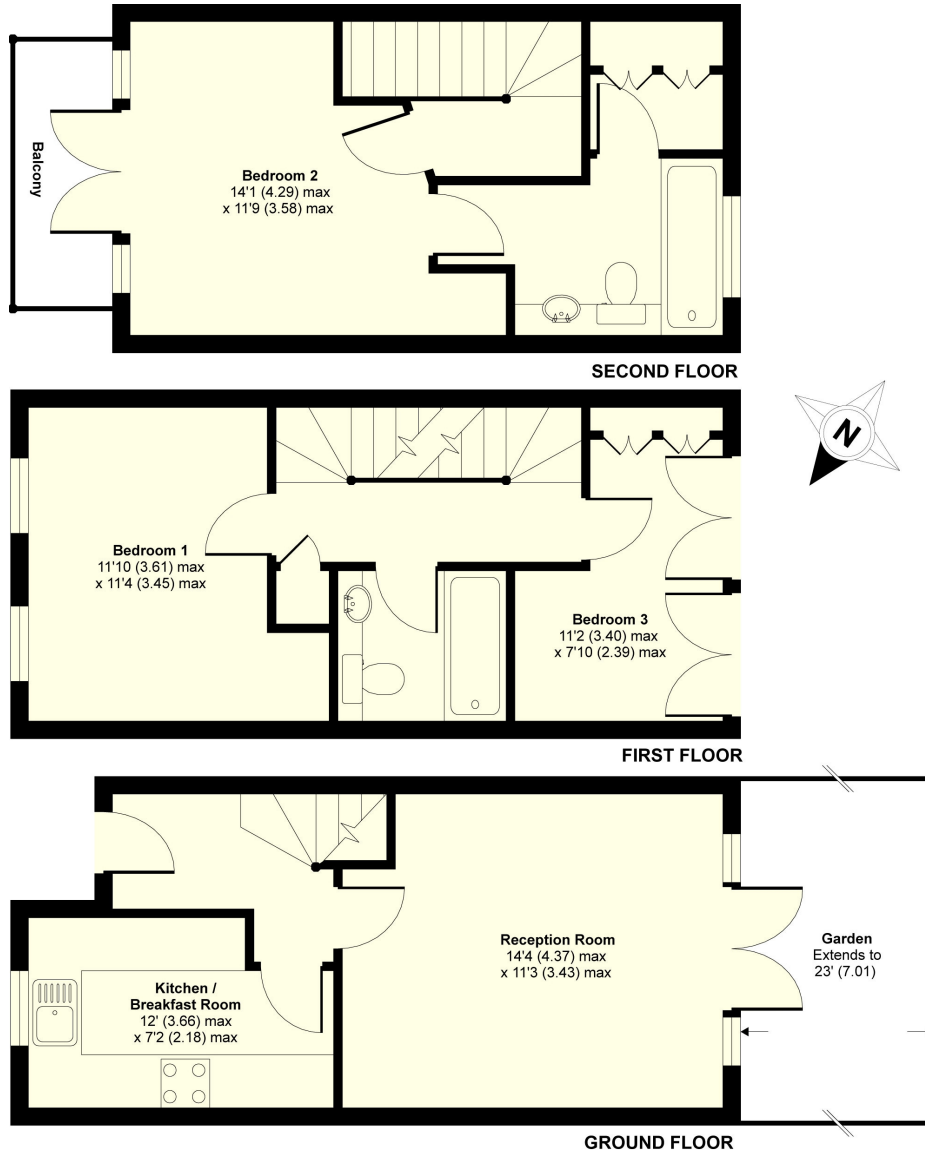 Balcony
Bedroom 2
14'1 (4.29) max
x 11'9 (3.58) max
SECOND FLOOR
N
Bedroom 1
11'10 (3.61) max
x 11'4 (3.45) max
Bedroom 3
11'2 (3.40) max
x 7'10 (2.39) max
FIRST FLOOR
Reception Room
14'4 (4.37) max
x 11'3 (3.43) max
Garden
Extends to
23' (7.01)
Kitchen /
Breakfast Room
12' (3.66) max
x 7'2 (2.18) max
GROUND FLOOR